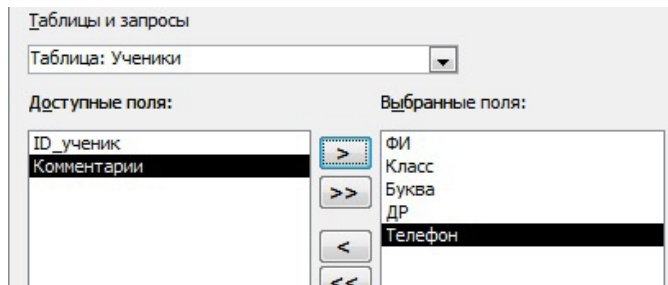 Таблицы и запросы
Таблица: Ученики
Доступные поля:
Выбранные поля:
ID_ученик
Комментарии
>
>>
<
<<
ФИ
Класс
Буква
ДР
Телефон